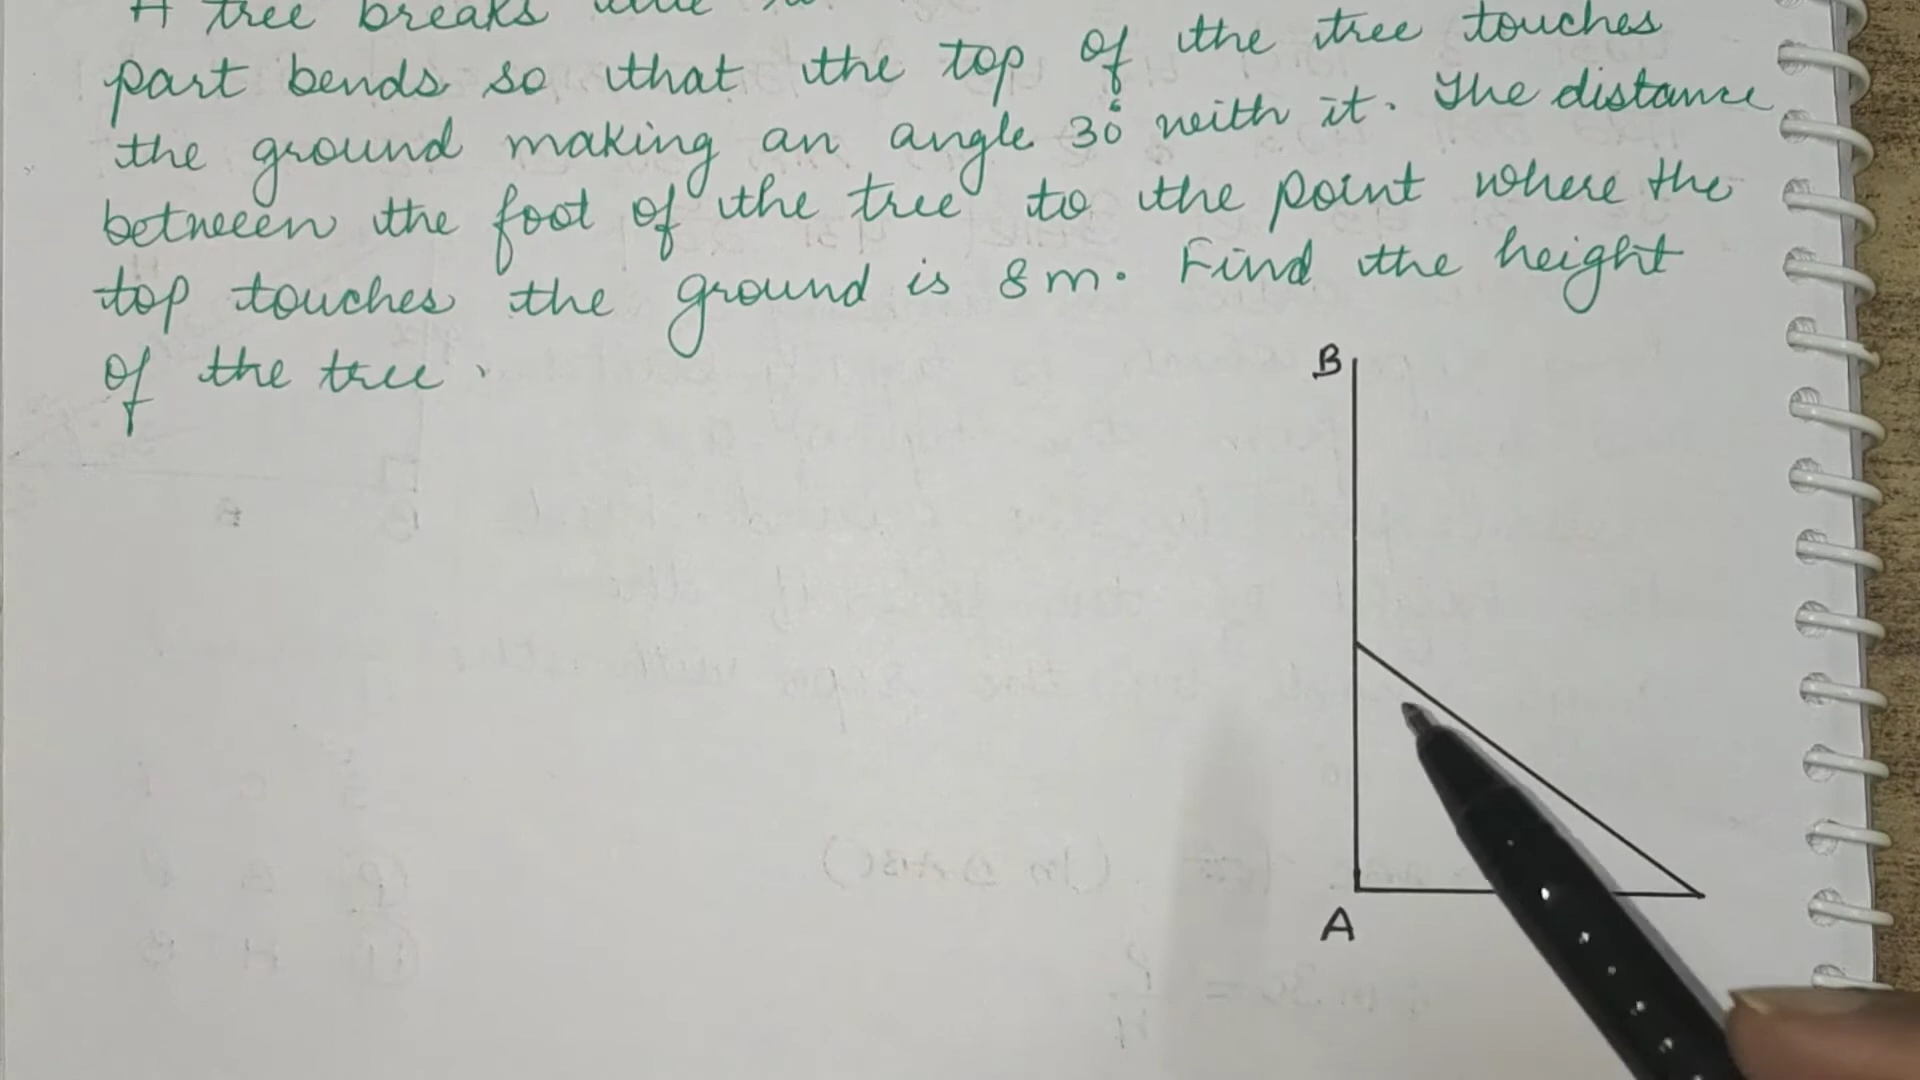 A tree breaks
part bends so that the top of the tree touches
the ground making an angle 30° with it. The distance
between the foot of the tree to the point where the
top touches the ground is 8 m. Find the height
of the tree.
B
A